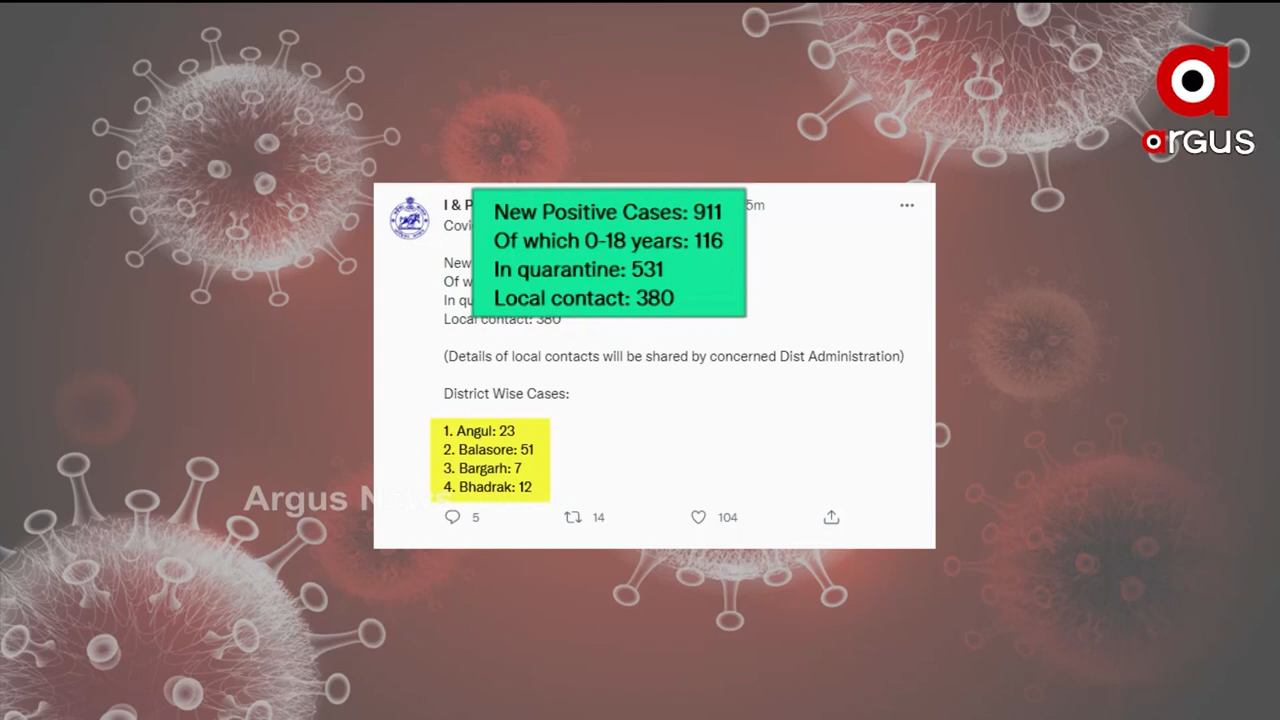 argus
I & P
5m
New Positive Cases: 911
Of which 0-18 years: 116
In quarantine: 531
Local contact: 380
Covi
New
Of w
In qu
Local contact: 380
(Details of local contacts will be shared by concerned Dist Administration)
District Wise Cases:
1. Angul: 23
2. Balasore: 51
3. Bargarh: 7
4. Bhadrak: 12
Argus News
5
14
104